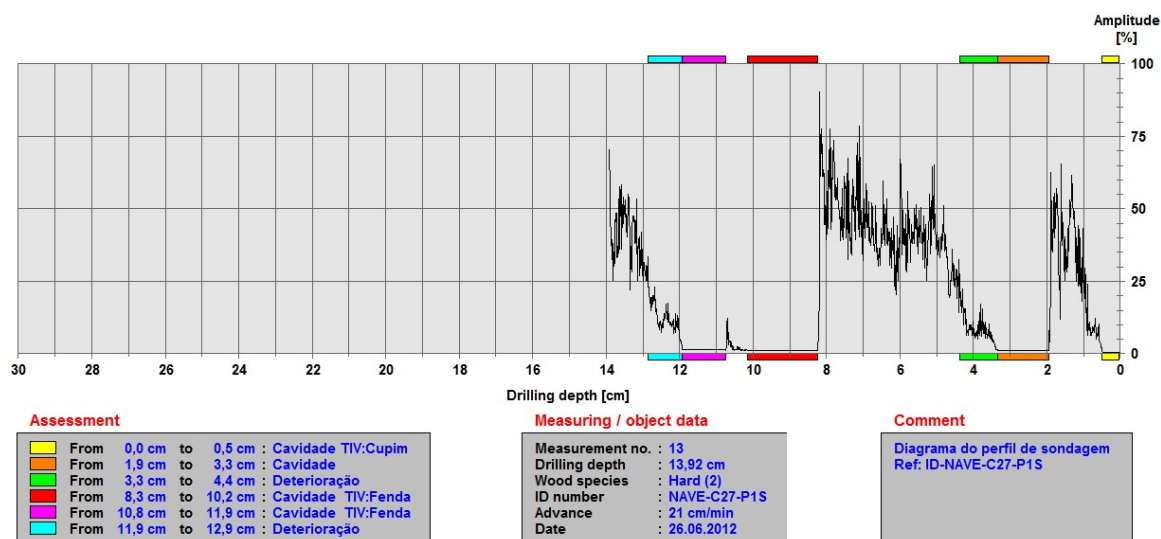 Amplitude
[%]
100
75
50
25
0
30 28 26 24 22 20 18 16 14 12 10 8 6 4 2 0
Drilling depth [cm]
Assessment
From 0,0 cm to 0,5 cm : Cavidade TIV:Cupim
From 1,9 cm to 3,3 cm : Cavidade
From 3,3 cm to 4,4 cm : Deterioração
From 8,3 cm to 10,2 cm : Cavidade TIV:Fenda
From 10,8 cm to 11,9 cm : Cavidade TIV:Fenda
From 11,9 cm to 12,9 cm : Deterioração
Measuring / object data
Measurement no. : 13
Drilling depth : 13,92 cm
Wood species : Hard (2)
ID number : NAVE-C27-P1S
Advance : 21 cm/min
Date : 26.06.2012
Comment
Diagrama do perfil de sondagem
Ref: ID-NAVE-C27-P1S